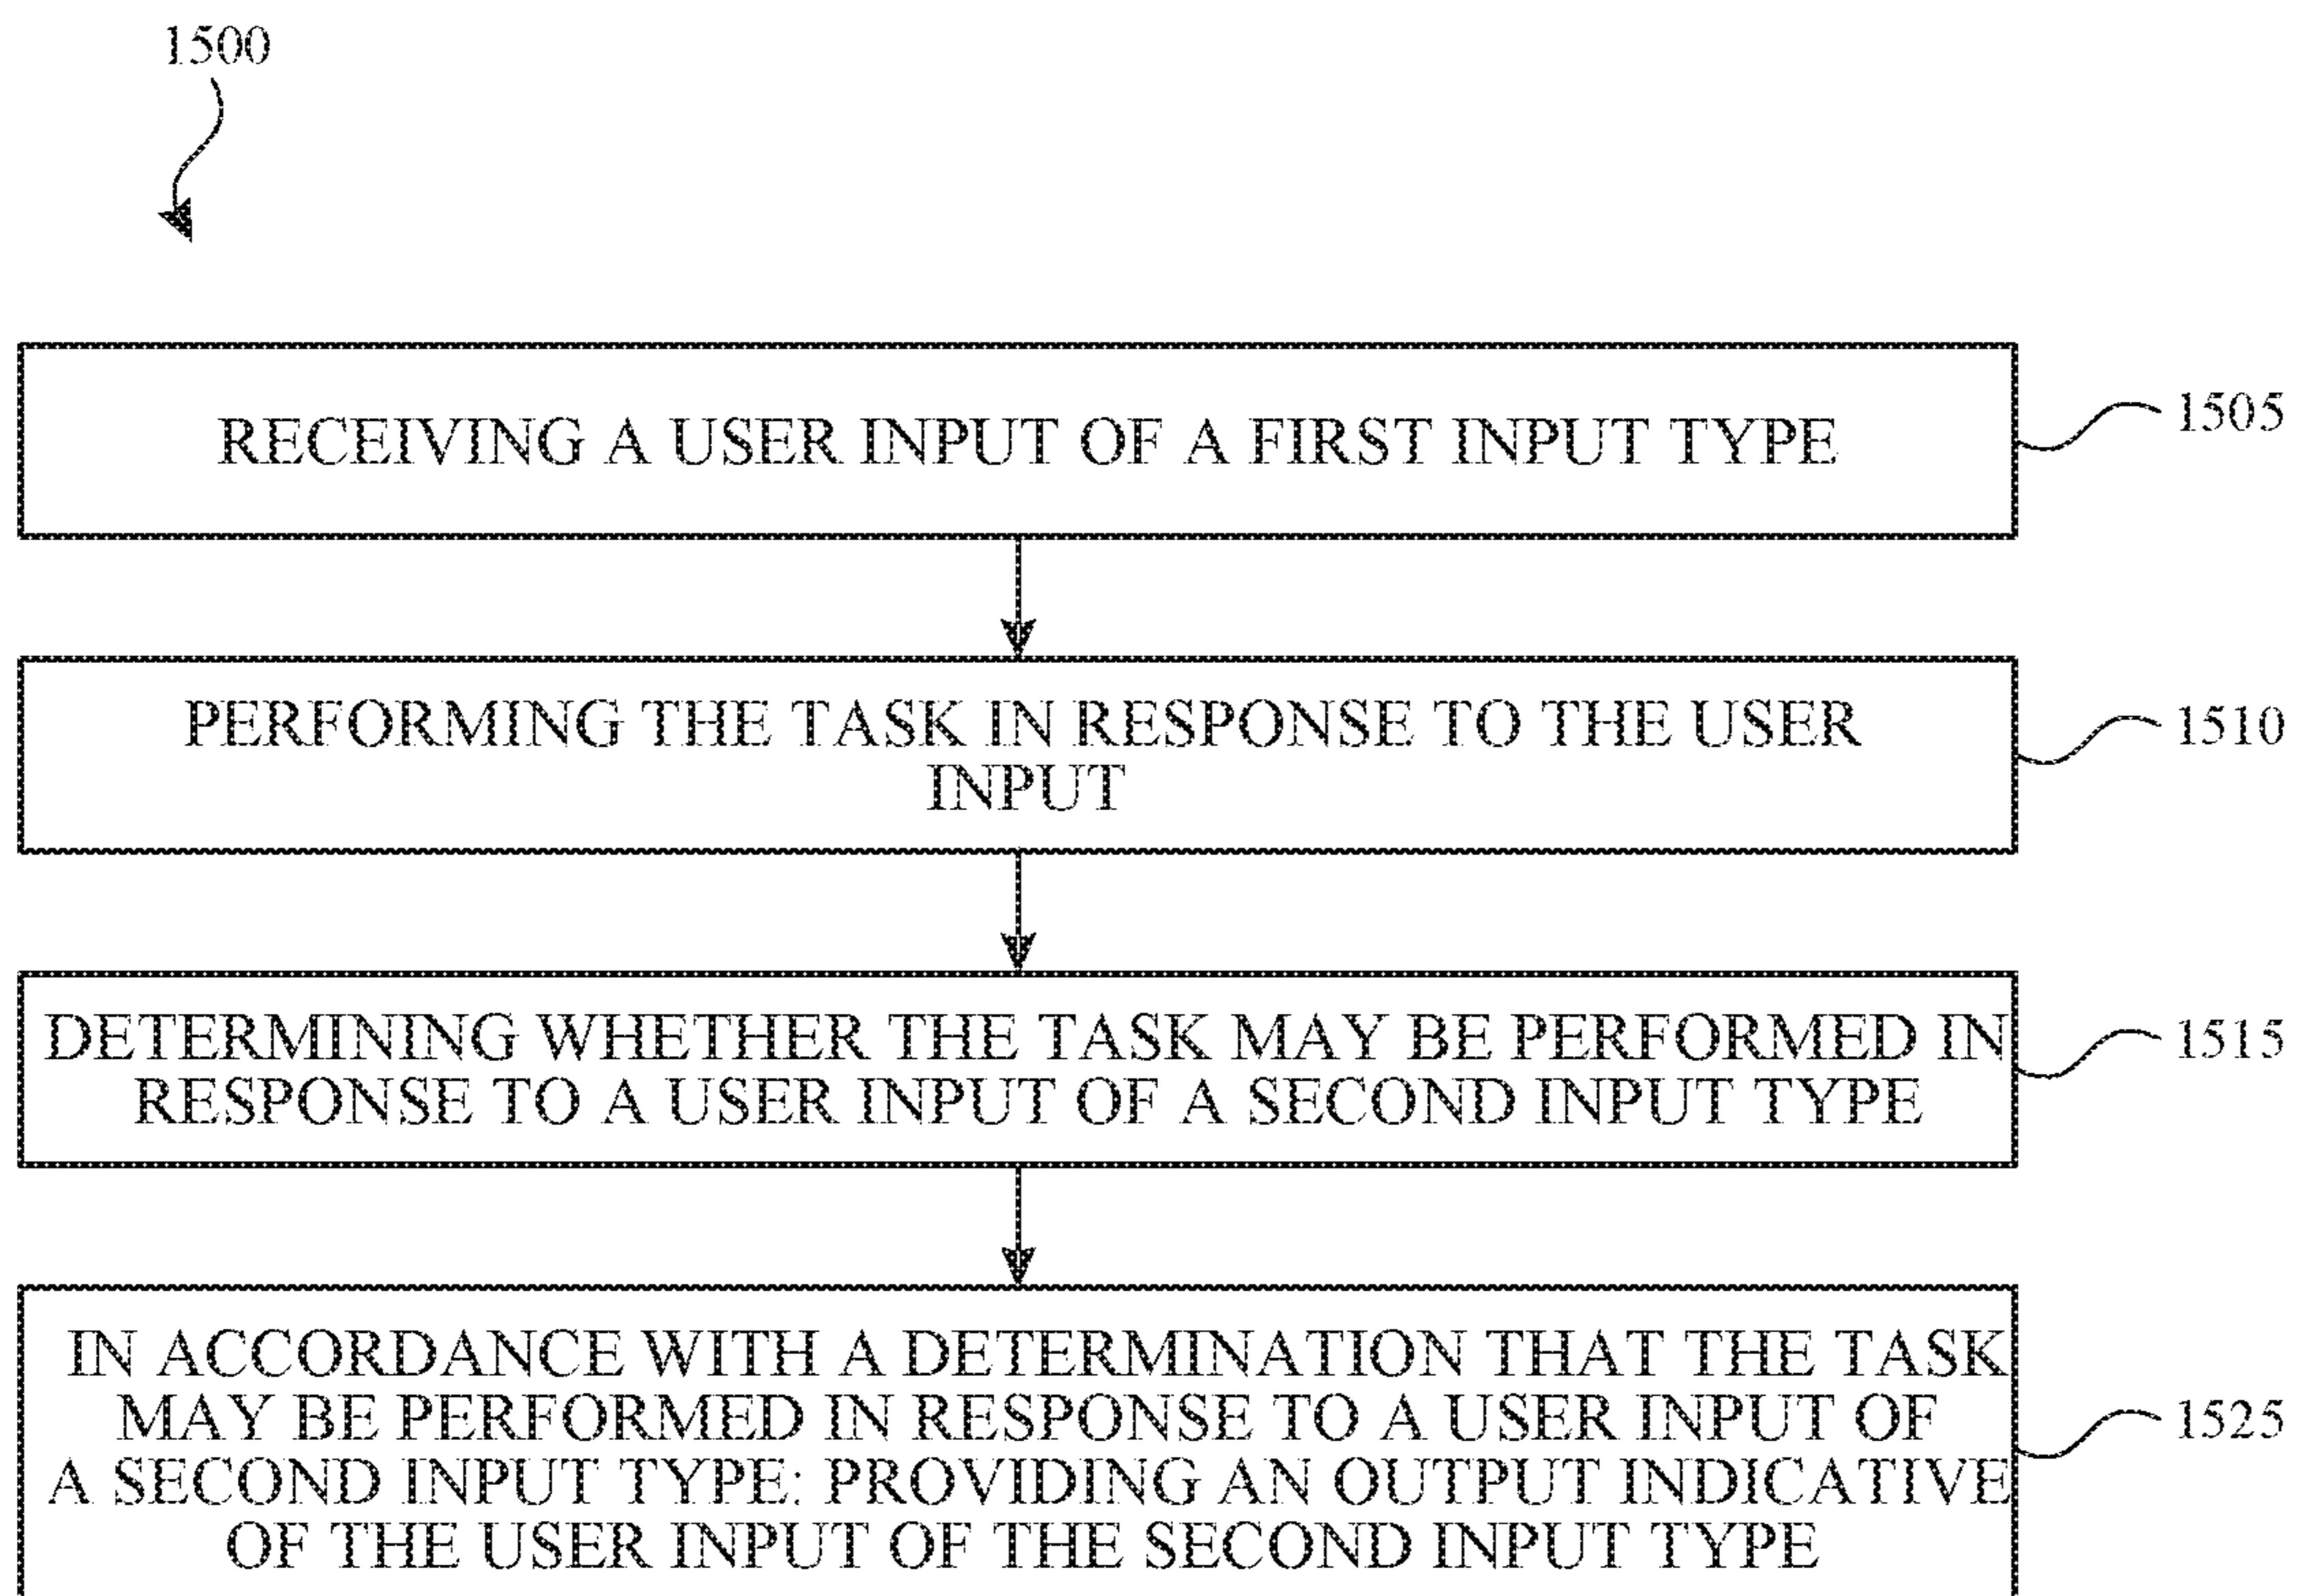 1500
RECEIVING A USER INPUT OF A FIRST INPUT TYPE
1505
PERFORMING THE TASK IN RESPONSE TO THE USER
INPUT
1510
DETERMINING WHETHER THE TASK MAY BE PERFORMED IN
RESPONSE TO A USER INPUT OF A SECOND INPUT TYPE
1515
IN ACCORDANCE WITH A DETERMINATION THAT THE TASK
MAY BE PERFORMED IN RESPONSE TO A USER INPUT OF
A SECOND INPUT TYPE: PROVIDING AN OUTPUT INDICATIVE
OF THE USER INPUT OF THE SECOND INPUT TYPE
1525